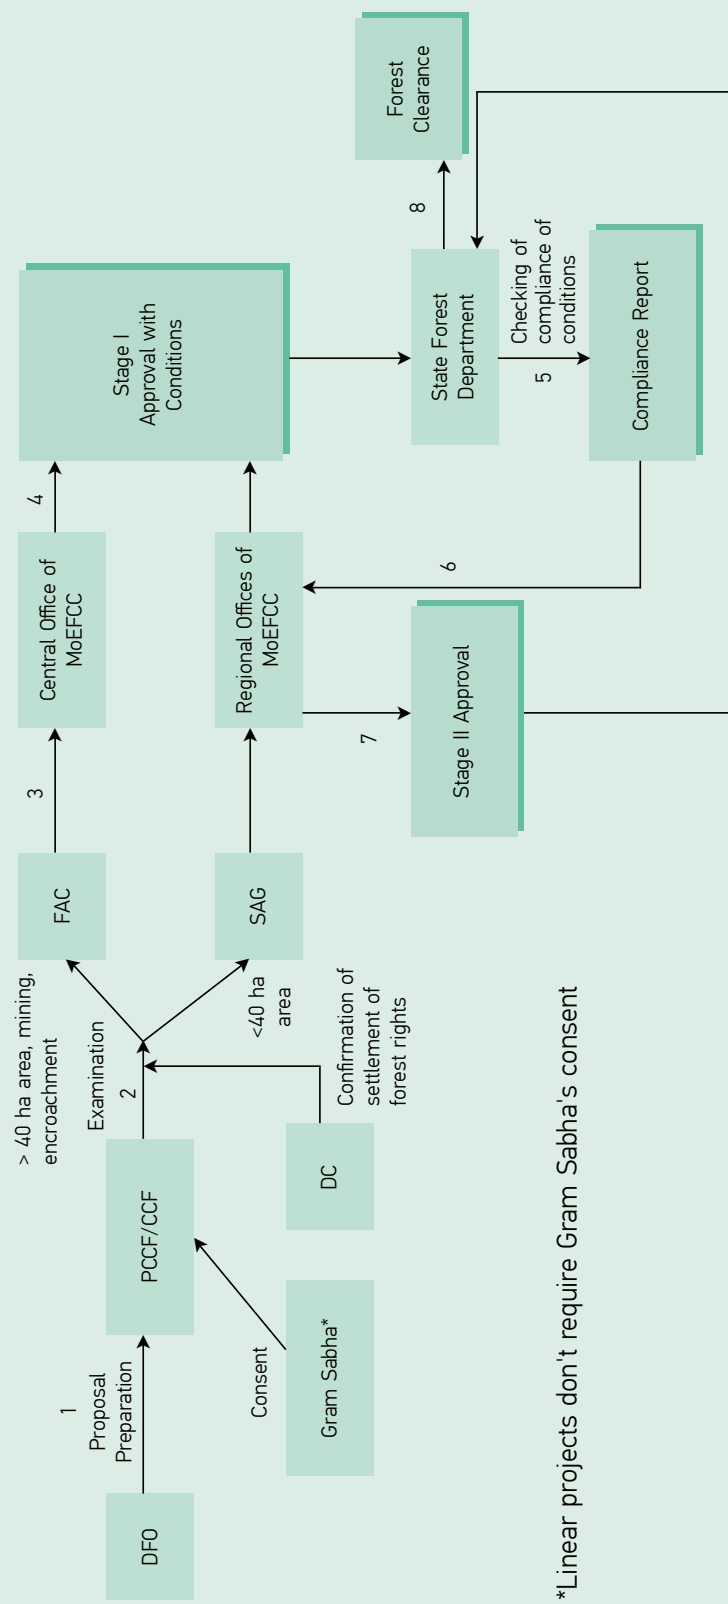 DFO
1
Proposal
Preparation
PCCF/CCF
Consent
Gram Sabha*
DC
Confirmation of
settlement of
forest rights
Examination
2
> 40 ha area, mining,
encroachment
<40 ha
area
FAC
SAG
3
Central Office of
MoEFCC
Regional Offices of
MoEFCC
4
Stage I
Approval with
Conditions
State Forest
Department
5
Checking of
compliance of
conditions
Compliance Report
6
7
Stage II Approval
8
Forest
Clearance
*Linear projects don't require Gram Sabha's consent